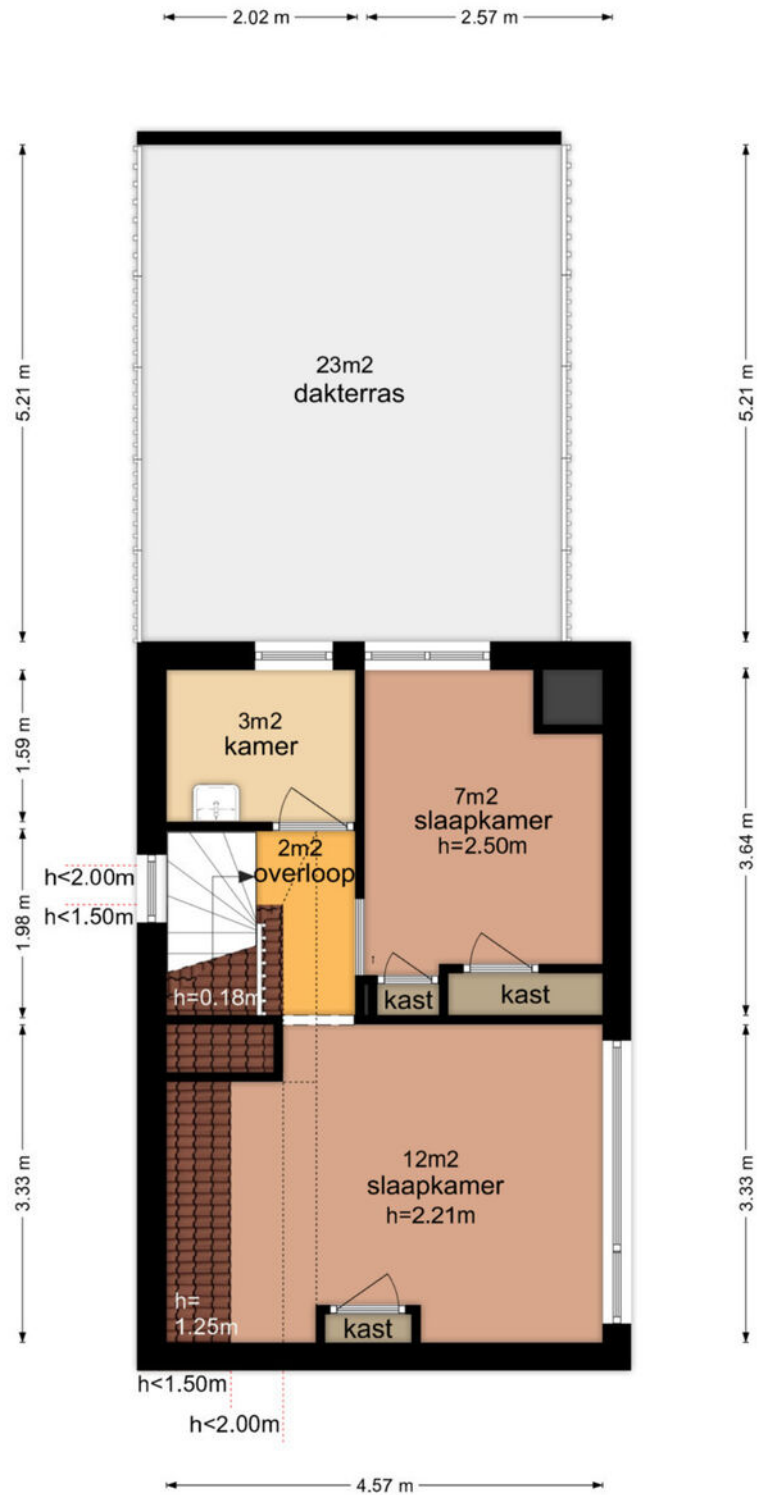 2.02 m
2.57 m
5.21 m
5.21 m
23m2
dakterras
1.59 m
3m2
kamer
7m2
slaapkamer
h=2.50m
3.64 m
2m2
overloop
h<2.00m
h<1.50m
1.98 m
h=0.18m
kast
kast
3.33 m
3.33 m
12m2
slaapkamer
h=2.21m
h=
1.25m
kast
h<1.50m
h<2.00m
4.57 m